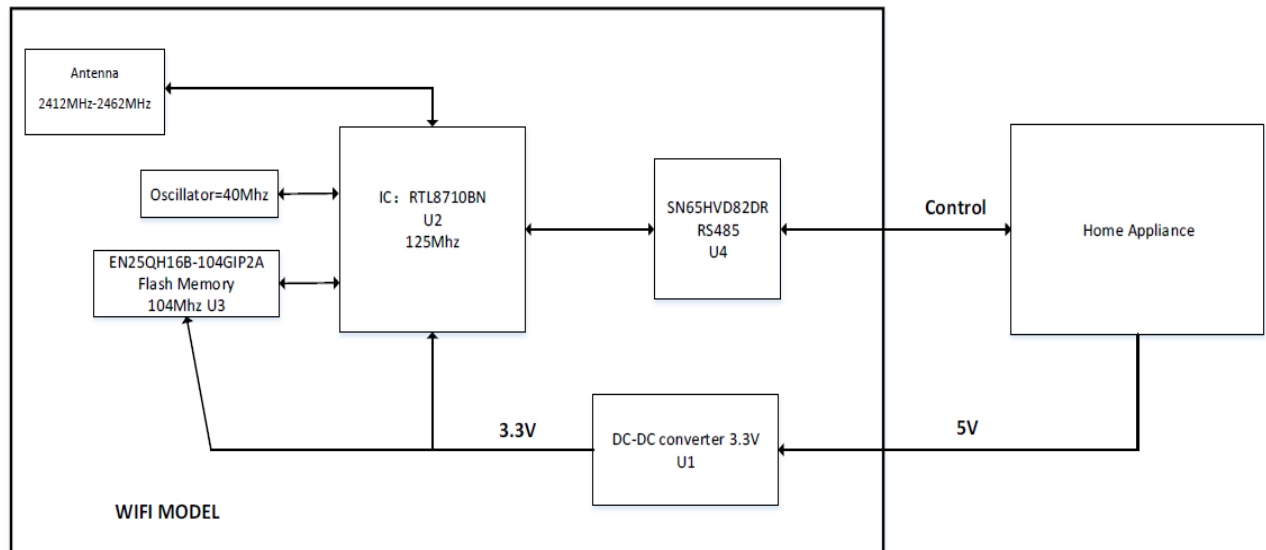 Antenna
2412MHz-2462MHz
Oscillator=40Mhz
EN25QH16B-104GIP2A
Flash Memory
104Mhz U3
IC：RTL8710BN
U2
125Mhz
SN65HVD82DR
RS485
U4
Control
Home Appliance
3.3V
DC-DC converter 3.3V
U1
5V
WIFI MODEL